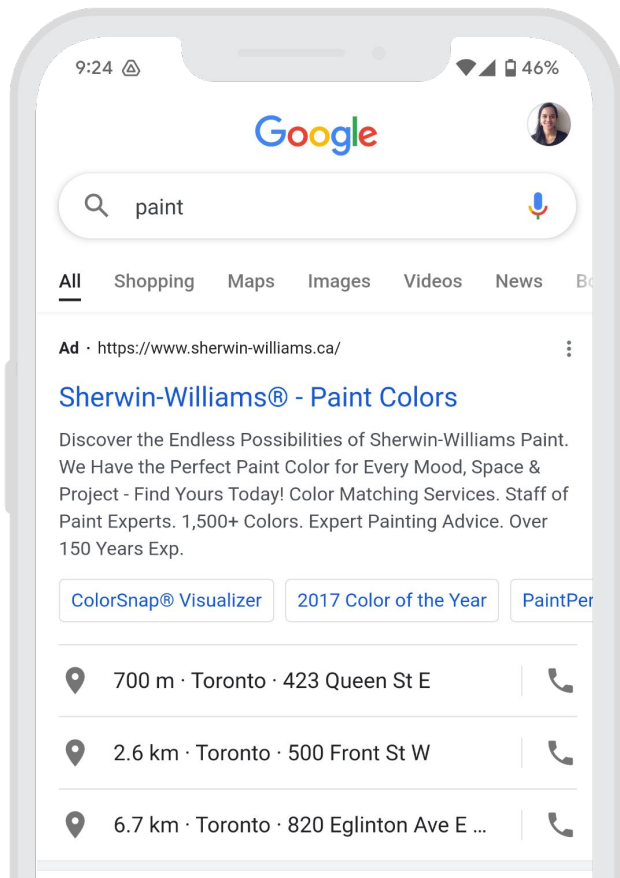 9:24 46%
Google
paint
All Shopping Maps Images Videos News
Ad · https://www.sherwin-williams.ca/
Sherwin-Williams® - Paint Colors
Discover the Endless Possibilities of Sherwin-Williams Paint.
We Have the Perfect Paint Color for Every Mood, Space &
Project - Find Yours Today! Color Matching Services. Staff of
Paint Experts. 1,500+ Colors. Expert Painting Advice. Over
150 Years Exp.
ColorSnap® Visualizer 2017 Color of the Year PaintPer
700 m · Toronto · 423 Queen St E
2.6 km · Toronto · 500 Front St W
6.7 km · Toronto · 820 Eglinton Ave E ...